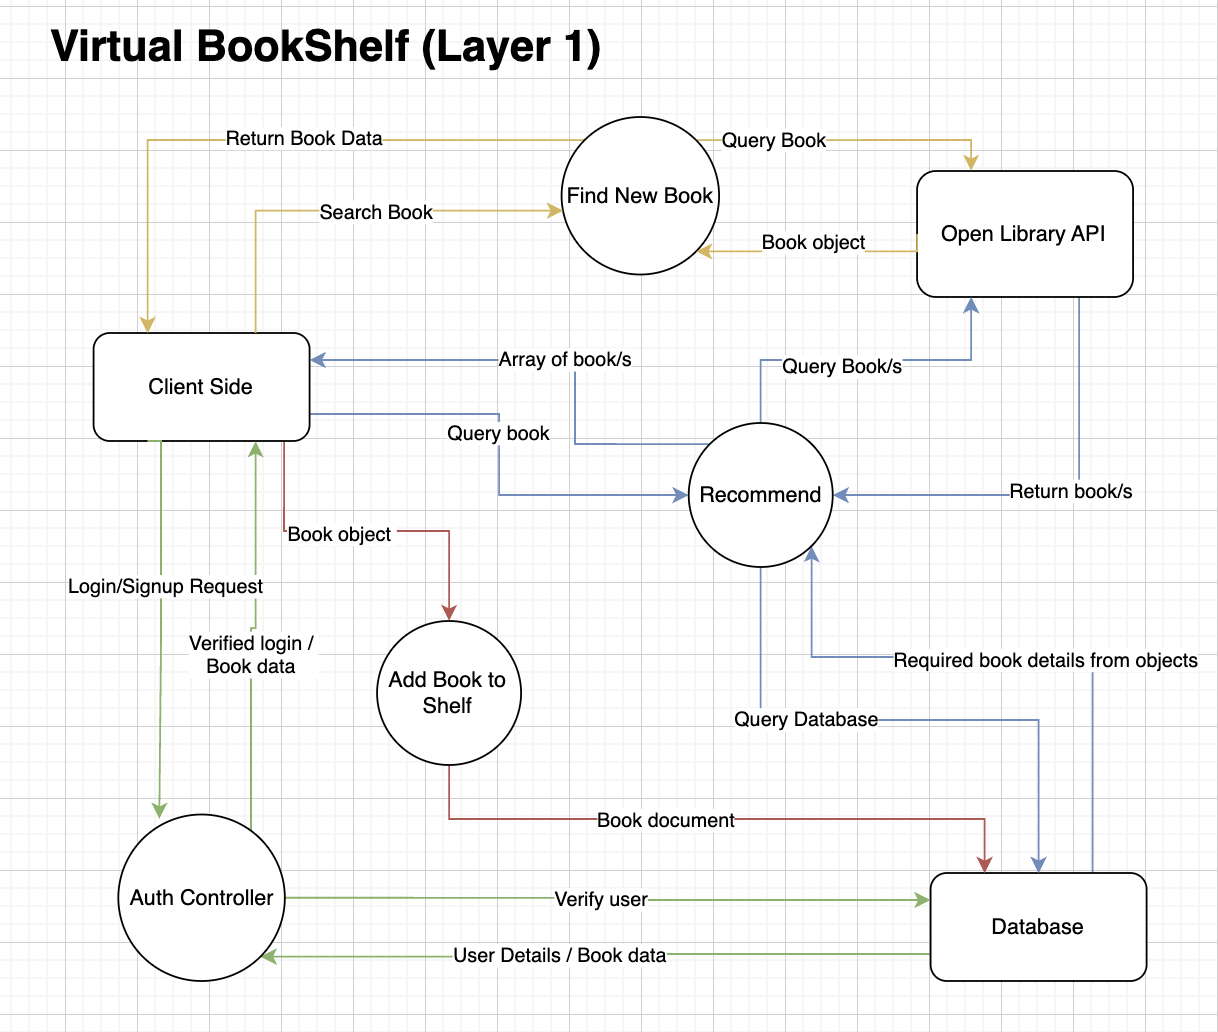 Virtual BookShelf (Layer 1)
Return Book Data
Query Book
Find New Book
Search Book
Open Library API
Book object
Array of book/s
Query Book/s
Client Side
Query book
Recommend
Return book/s
Book object
Login/Signup Request
Verified login /
Book data
Required book details from objects
Add Book to
Shelf
Query Database
Book document
Auth Controller
Verify user
Database
User Details / Book data